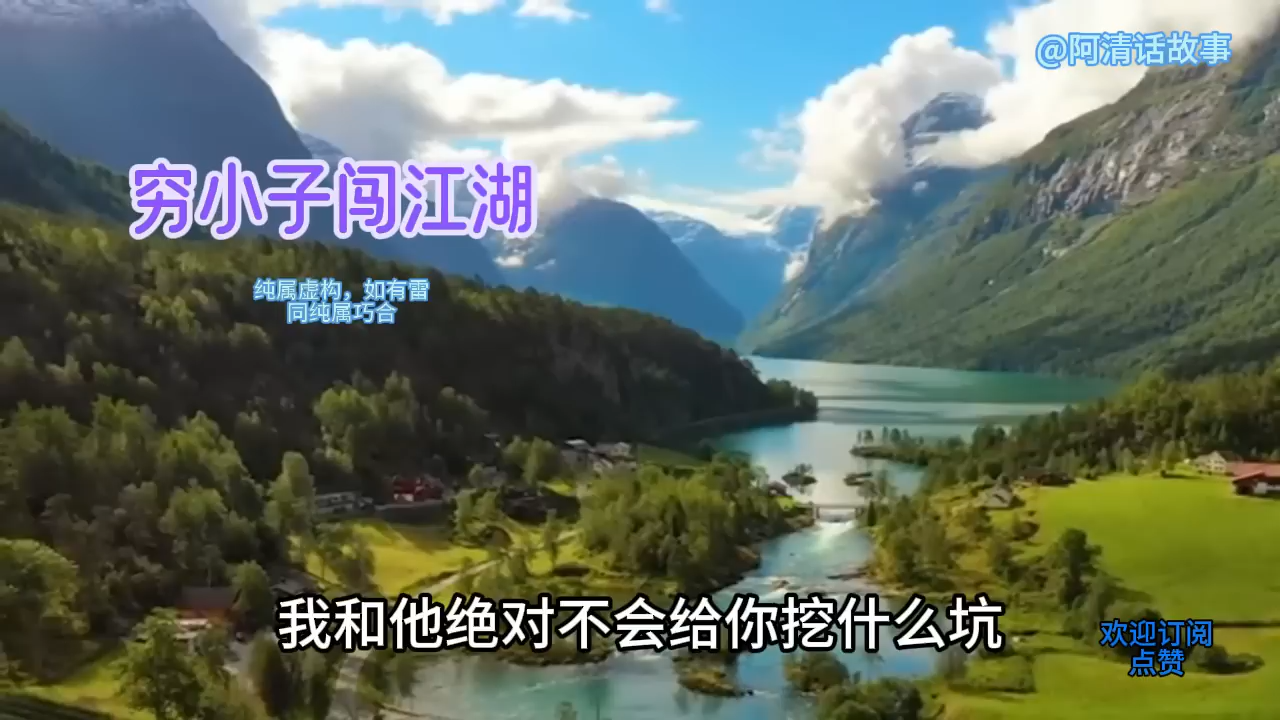 @阿清话故事
穷小子闯江湖
纯属虚构，如有雷
同纯属巧合
我和他绝对不会给你挖什么坑
欢迎订阅
点赞